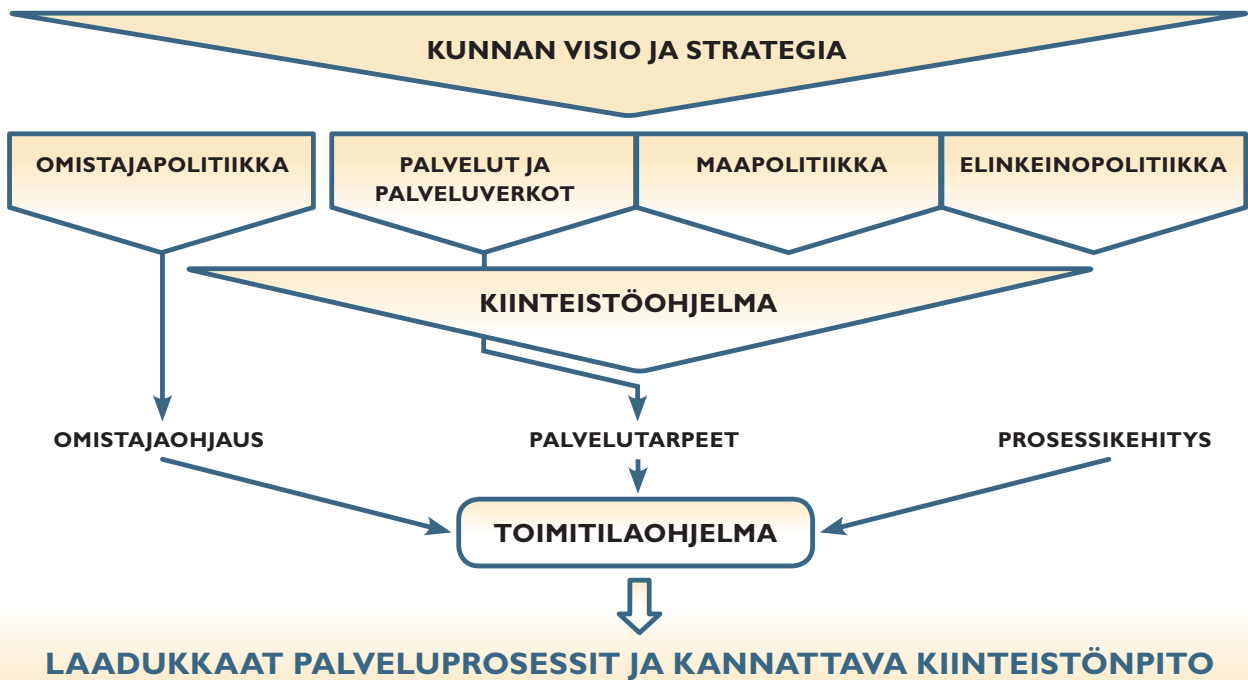 KUNNAN VISIO JA STRATEGIA
OMISTAJAPOLITIIKKA
PALVELUT JA
PALVELUVERKOT
MAAPOLITIIKKA
ELINKEINOPOLITIIKKA
KIINTEISTÖOHJELMA
OMISTAJAOHJAUS
PALVELUTARPEET
PROSESSIKEHITYS
TOIMITILAOHJELMA
LAADUKKAAT PALVELUPROSESSIT JA KANNATTAVA KIINTEISTÖNPITO